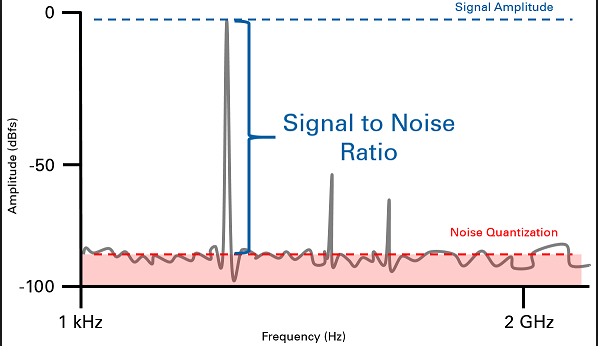 Signal Amplitude
0
Signal to Noise
Ratio
-50
Amplitude (dBfs)
Noise Quantization
-100
1 kHz
2 GHz
Frequency (Hz)